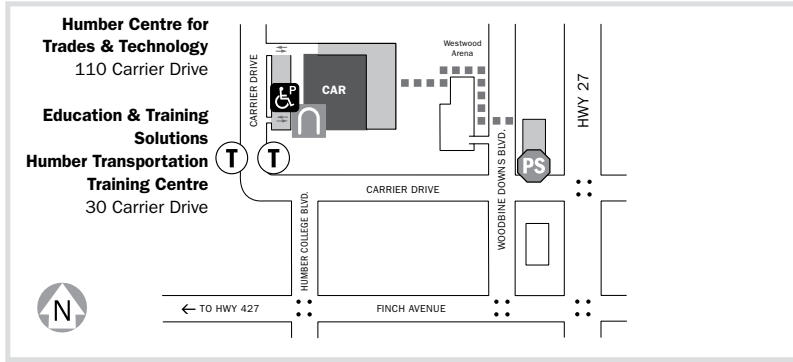 Humber Centre for
Trades & Technology
110 Carrier Drive
Education & Training
Solutions
Humber Transportation
Training Centre
30 Carrier Drive
N
CARRIER DRIVE
P
CAR
T
T
Westwood
Arena
HWY 27
PS
WOODBINE DOWNS BLVD.
CARRIER DRIVE
HUMBER COLLEGE BLVD.
← TO HWY 427
FINCH AVENUE